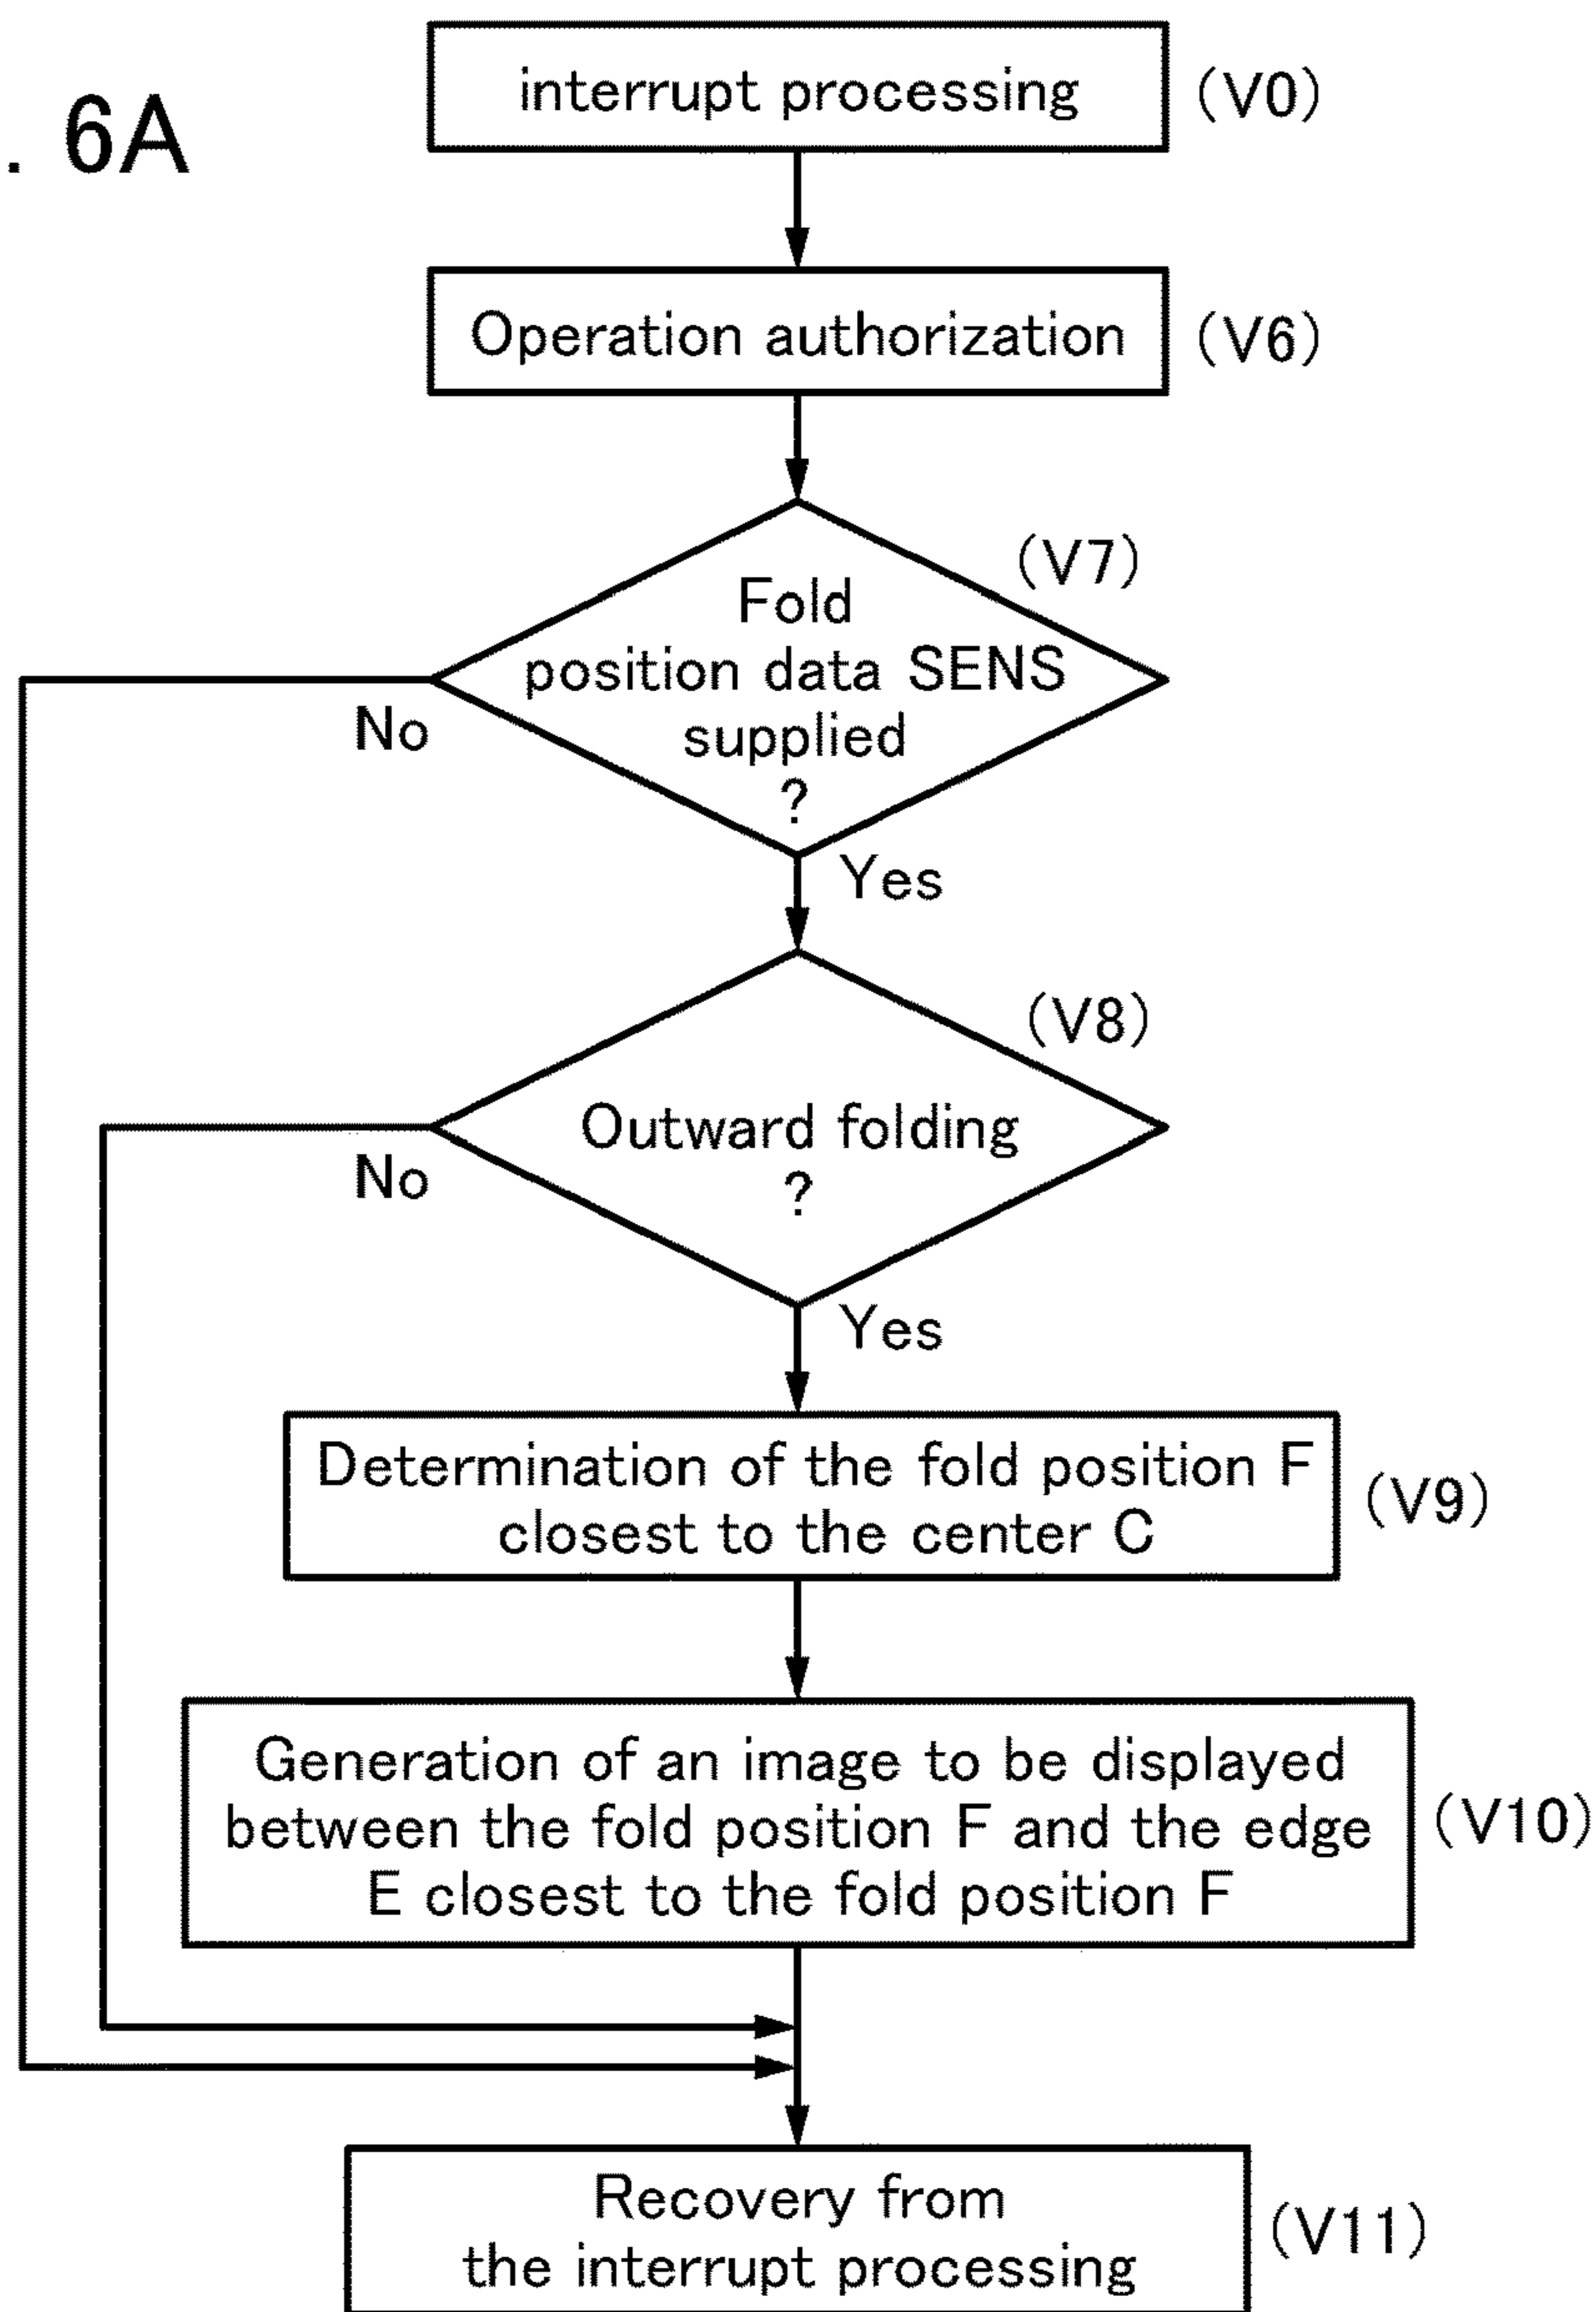 . 6A
interrupt processing (V0)
Operation authorization (V6)
(V7)
Fold
position data SENS
supplied
?
No
Yes
(V8)
Outward folding
?
No
Yes
Determination of the fold position F
closest to the center C
(V9)
Generation of an image to be displayed
between the fold position F and the edge
E closest to the fold position F
(V10)
Recovery from
the interrupt processing
(V11)